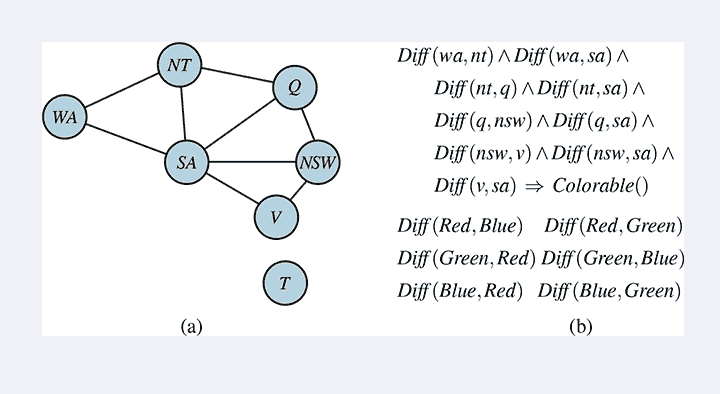 NT
Q
WA
SA
NSW
V
T
(a)
Diff(wa,nt) ∧ Diff(wa,sa) ∧
Diff(nt,q) ∧ Diff(nt,sa) ∧
Diff(q,nsw) ∧ Diff(q,sa) ∧
Diff(nsw,v) ∧ Diff(nsw,sa) ∧
Diff(v,sa) ⇒ Colorable()
Diff(Red,Blue) Diff(Red,Green)
Diff(Green,Red) Diff(Green,Blue)
Diff(Blue,Red) Diff(Blue,Green)
(b)